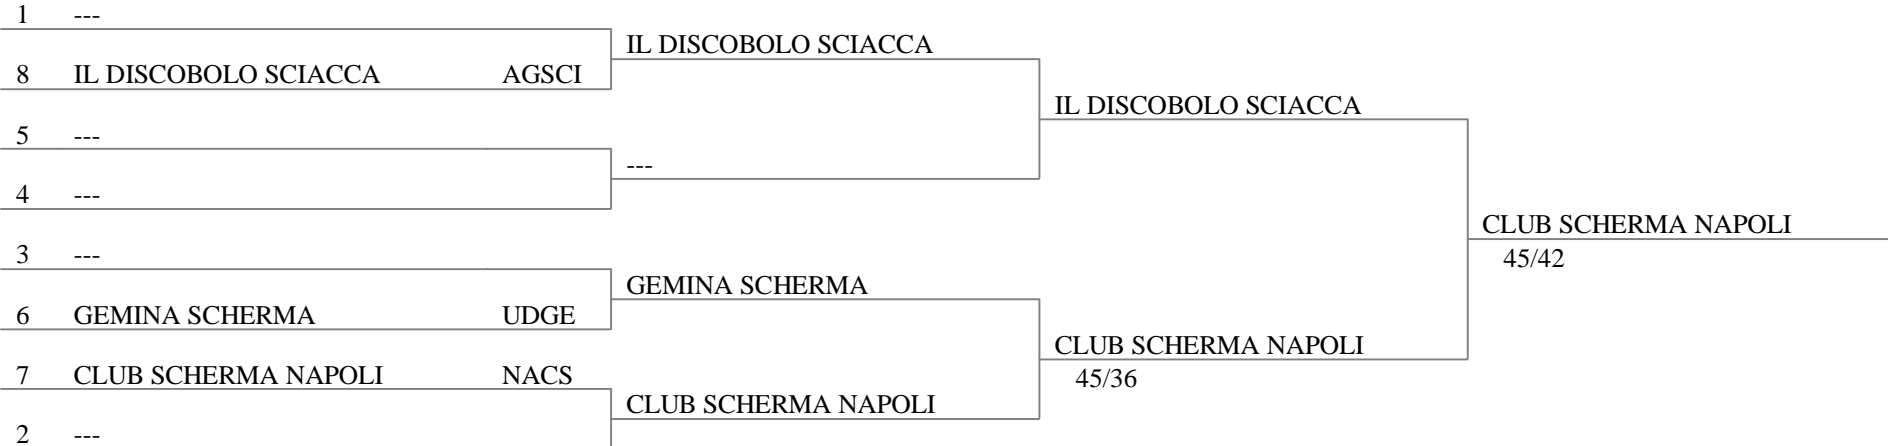 1 ---
8 IL DISCOBOLO SCIACCA AGSCI
5 ---
4 ---
3 ---
6 GEMINA SCHERMA UDGE
7 CLUB SCHERMA NAPOLI NACS
2 ---
IL DISCOBOLO SCIACCA
---
GEMINA SCHERMA
CLUB SCHERMA NAPOLI
IL DISCOBOLO SCIACCA
CLUB SCHERMA NAPOLI
45/36
CLUB SCHERMA NAPOLI
45/42